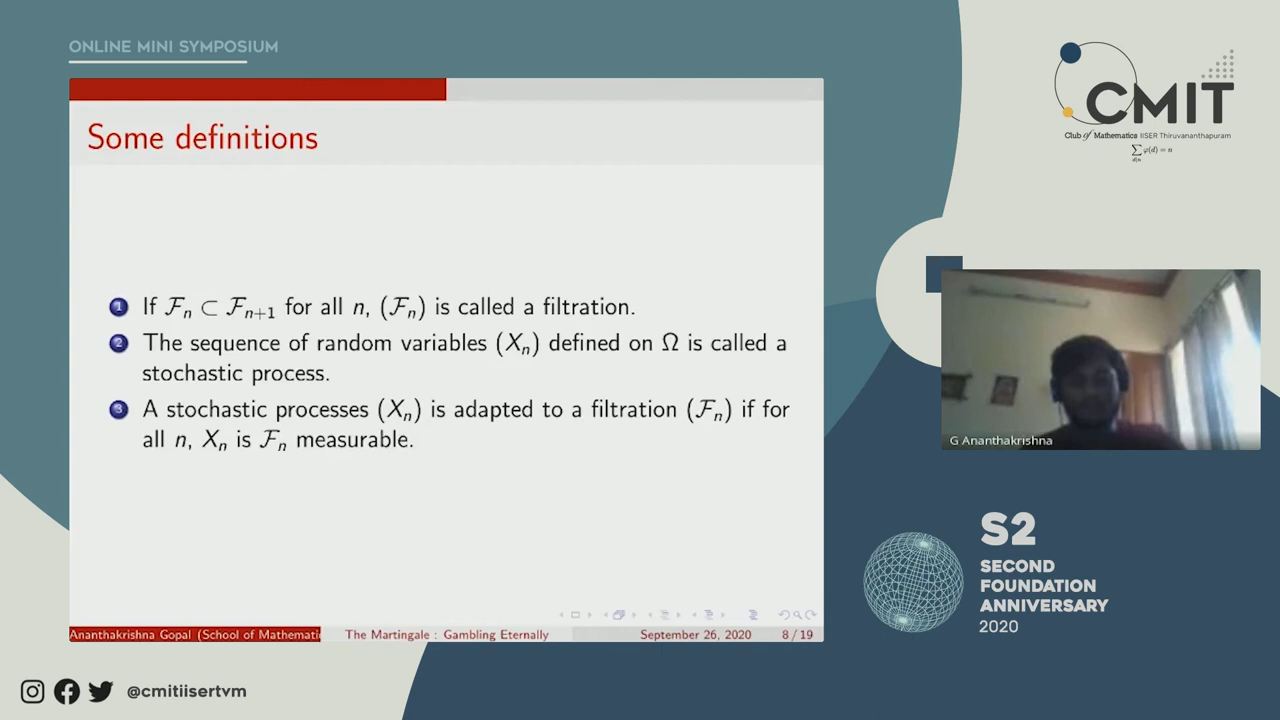 ONLINE MINI SYMPOSIUM
CMIT
Club of Mathematics IISER Thiruvananthapuram
∑ φ(d) = n
d|n
Some definitions
1 If ℱₙ ⊂ ℱₙ₊₁ for all n, (ℱₙ) is called a filtration.
2 The sequence of random variables (Xₙ) defined on Ω is called a
stochastic process.
3 A stochastic processes (Xₙ) is adapted to a filtration (ℱₙ) if for
all n, Xₙ is ℱₙ measurable.
G Ananthakrishna
S2
SECOND
FOUNDATION
ANNIVERSARY
2020
Ananthakrishna Gopal (School of Mathemati The Martingale : Gambling Eternally September 26, 2020 8 / 19
@cmitiisertvm